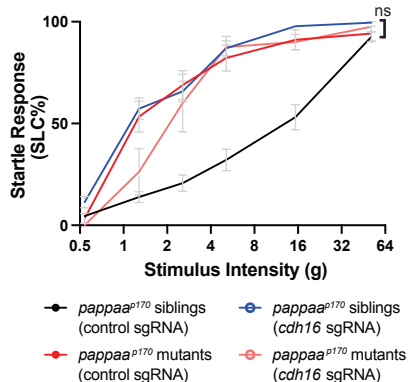 ns
100
50
0
Startle Response
(SLC%)
0.5 1 2 4 8 16 32 64
Stimulus Intensity (g)
pappaa^p170 siblings
(control sgRNA)
pappaa^p170 siblings
(cdh16 sgRNA)
pappaa^p170 mutants
(control sgRNA)
pappaa^p170 mutants
(cdh16 sgRNA)